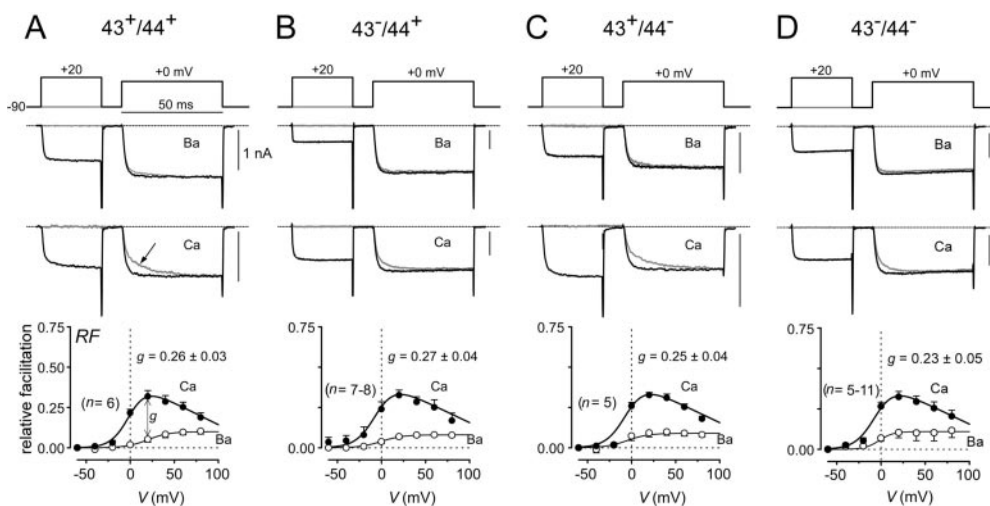 A 43⁺/44⁺
B 43⁻/44⁺
C 43⁺/44⁻
D 43⁻/44⁻
+20 +0 mV
-90
50 ms
Ba
1 nA
Ca
+20 +0 mV
Ba
Ca
+20 +0 mV
Ba
Ca
+20 +0 mV
Ba
Ca
relative facilitation
0.75
0.50
0.25
0.00
RF
g = 0.26 ± 0.03
(n= 6)
Ca
g
Ba
-50 0 50 100
V (mV)
0.75
0.00
g = 0.27 ± 0.04
(n= 7-8)
Ca
Ba
-50 0 50 100
V (mV)
0.75
0.00
g = 0.25 ± 0.04
(n= 5)
Ca
Ba
-50 0 50 100
V (mV)
0.75
0.00
g = 0.23 ± 0.05
(n= 5-11)
Ca
Ba
-50 0 50 100
V (mV)